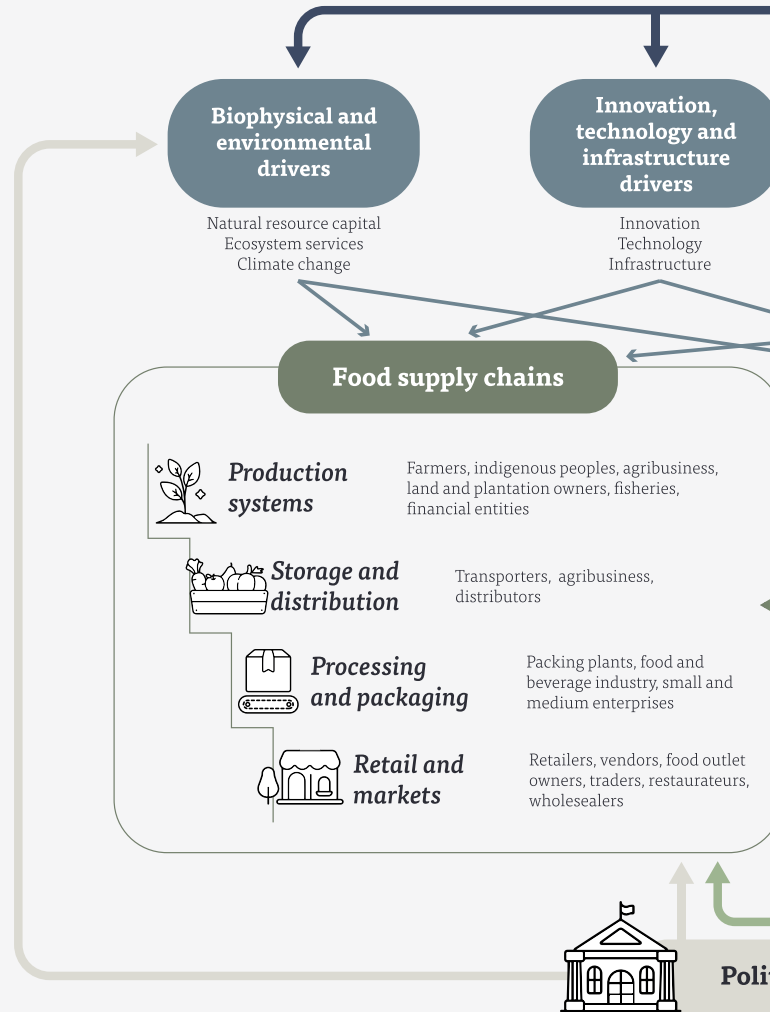 Biophysical and
environmental
drivers
Innovation,
technology and
infrastructure
drivers
Natural resource capital
Ecosystem services
Climate change
Innovation
Technology
Infrastructure
Food supply chains
Production
systems
Farmers, indigenous peoples, agribusiness,
land and plantation owners, fisheries,
financial entities
Storage and
distribution
Transporters, agribusiness,
distributors
Processing
and packaging
Packing plants, food and
beverage industry, small and
medium enterprises
Retail and
markets
Retailers, vendors, food outlet
owners, traders, restaurateurs,
wholesealers